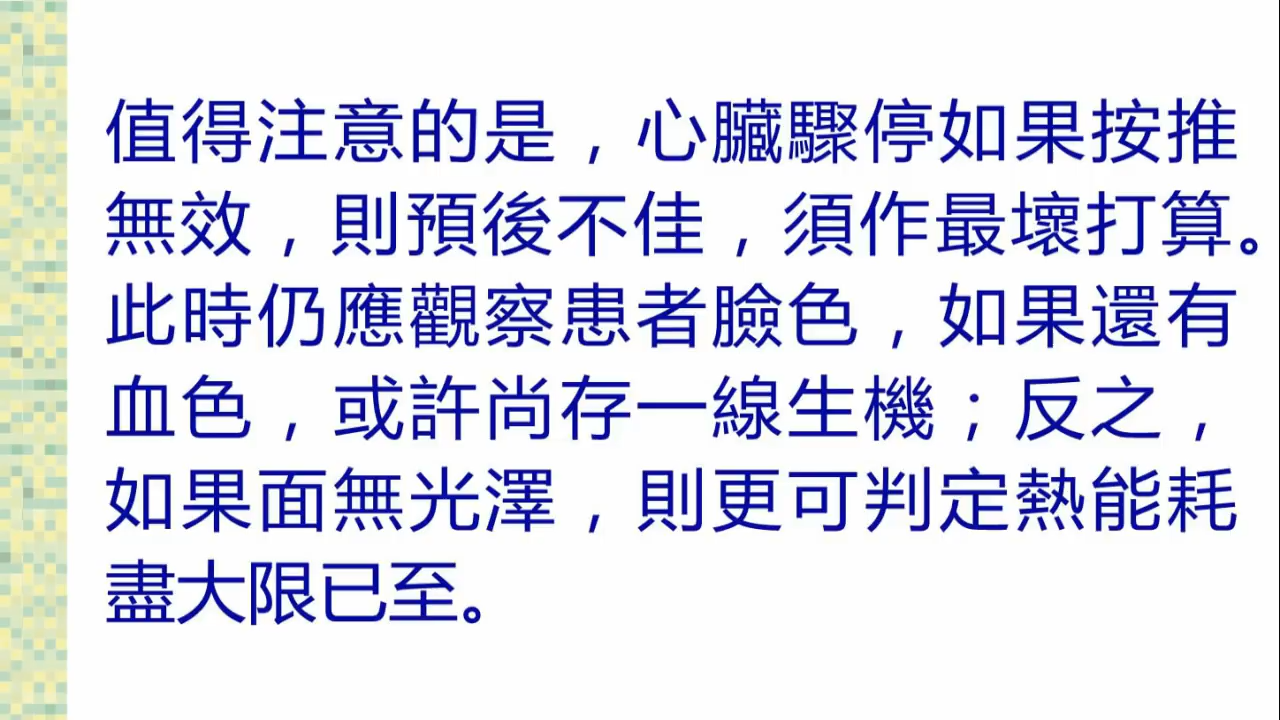 值得注意的是，心臟驟停如果按推
無效，則預後不佳，須作最壞打算。
此時仍應觀察患者臉色，如果還有
血色，或許尚存一線生機；反之，
如果面無光澤，則更可判定熱能耗
盡大限已至。